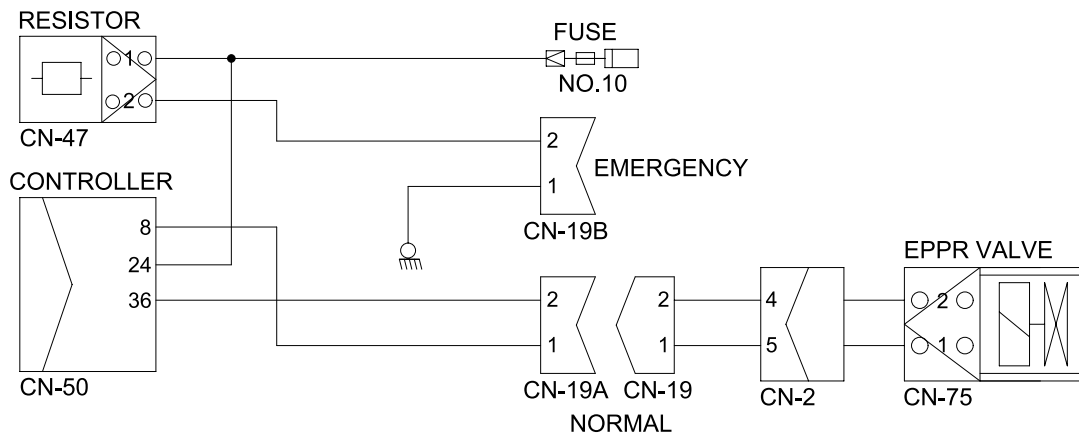 RESISTOR
FUSE
1
NO.10
2
CN-47
2
EMERGENCY
CONTROLLER
1
8
CN-19B
24
EPPR VALVE
36
2
2
4
2
1
1
5
1
CN-50
CN-19A
CN-19
CN-2
CN-75
NORMAL